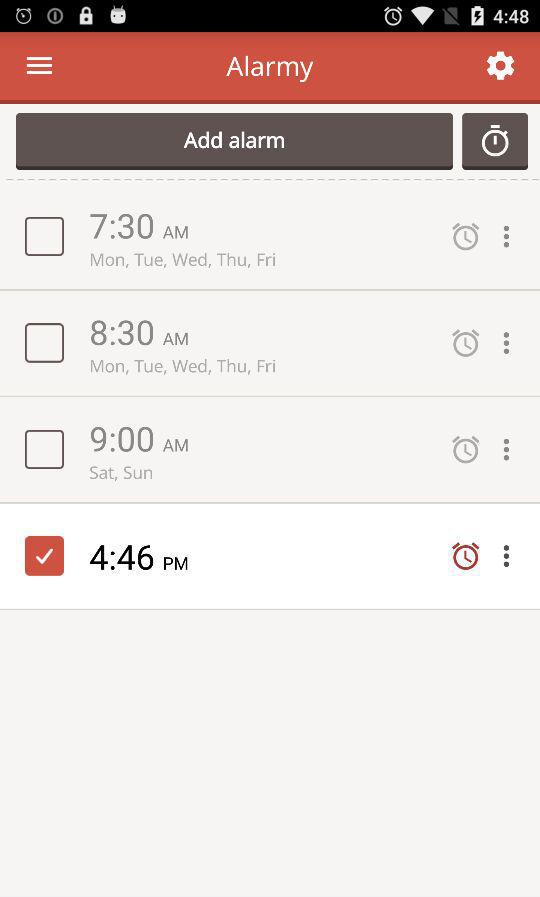 4:48
Alarmy
Add alarm
7:30 AM
Mon, Tue, Wed, Thu, Fri
8:30 AM
Mon, Tue, Wed, Thu, Fri
9:00 AM
Sat, Sun
4:46 PM